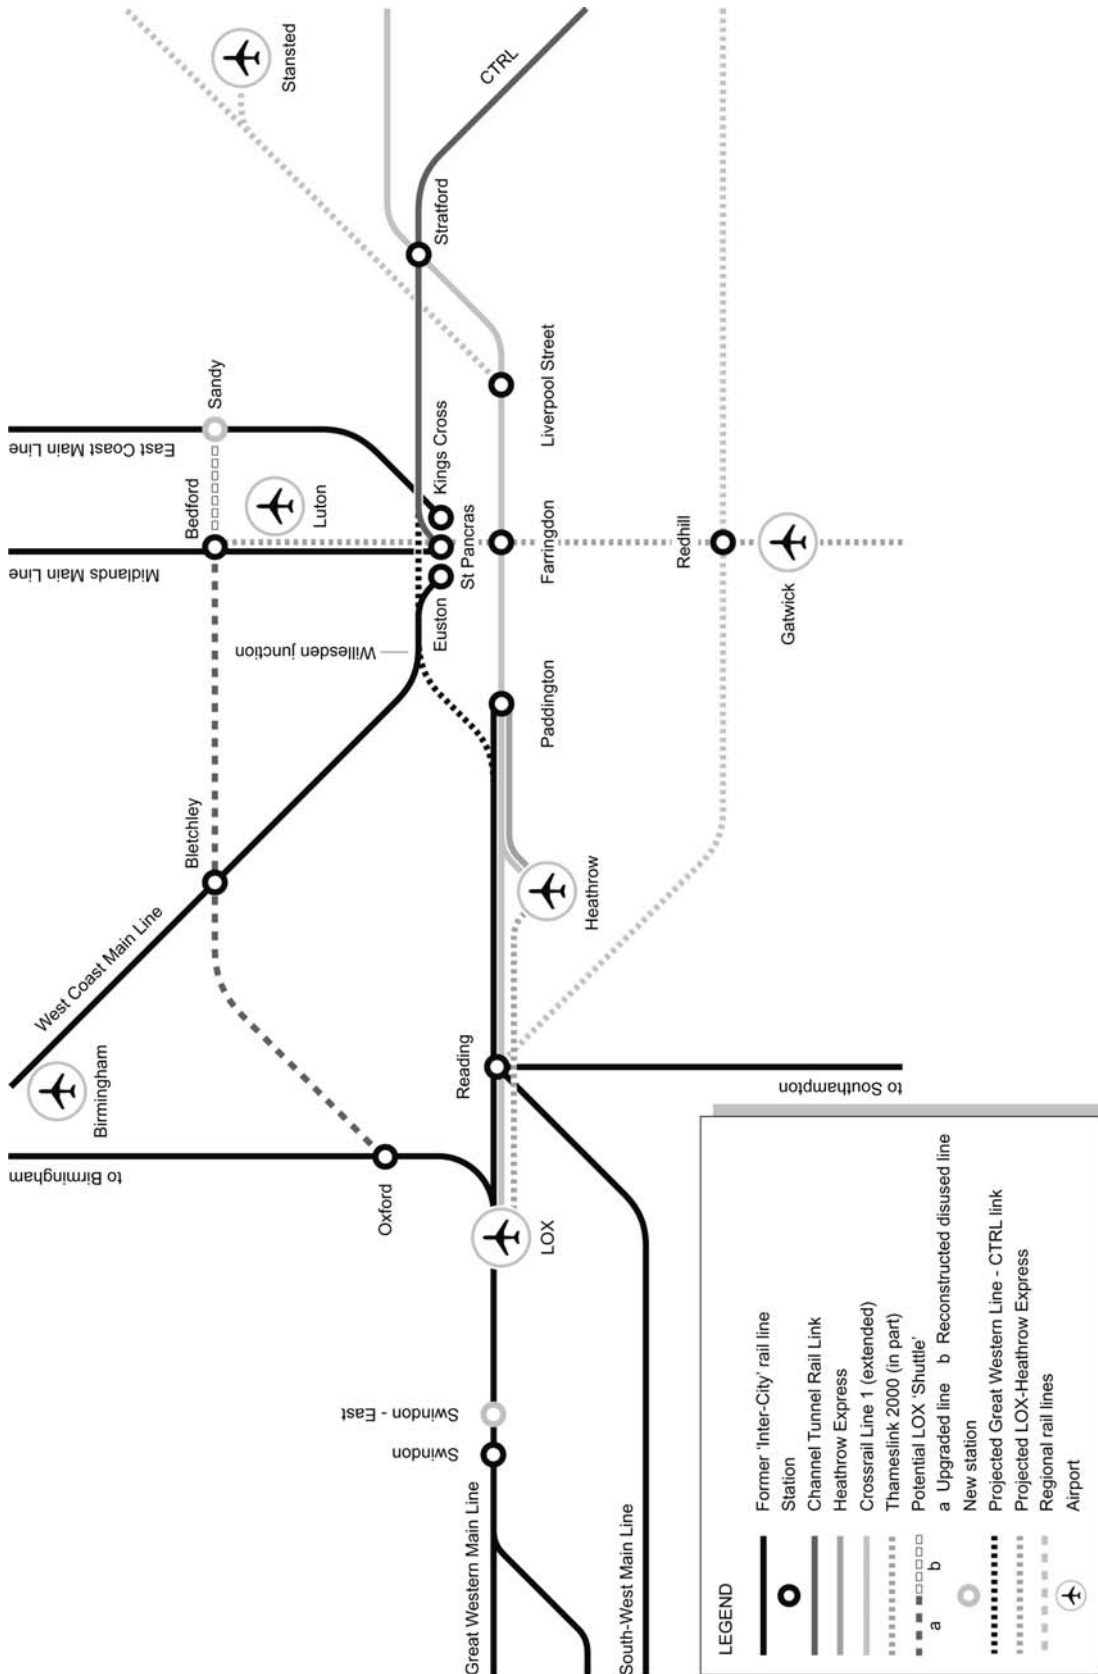 Stansted
CTRL
Stratford
East Coast Main Line
Sandy
Bedford
Luton
Midlands Main Line
Kings Cross
St Pancras
Euston
Liverpool Street
Farringdon
Redhill
Gatwick
Willesden junction
Paddington
Bletchley
West Coast Main Line
Heathrow
Birmingham
Reading
to Birmingham
Oxford
to Southampton
LOX
Swindon - East
Swindon
Great Western Main Line
South-West Main Line
LEGEND
Former 'Inter-City' rail line
Station
Channel Tunnel Rail Link
Heathrow Express
Crossrail Line 1 (extended)
Thameslink 2000 (in part)
Potential LOX 'Shuttle'
a b
a Upgraded line b Reconstructed disused line
New station
Projected Great Western Line - CTRL link
Projected LOX-Heathrow Express
Regional rail lines
Airport